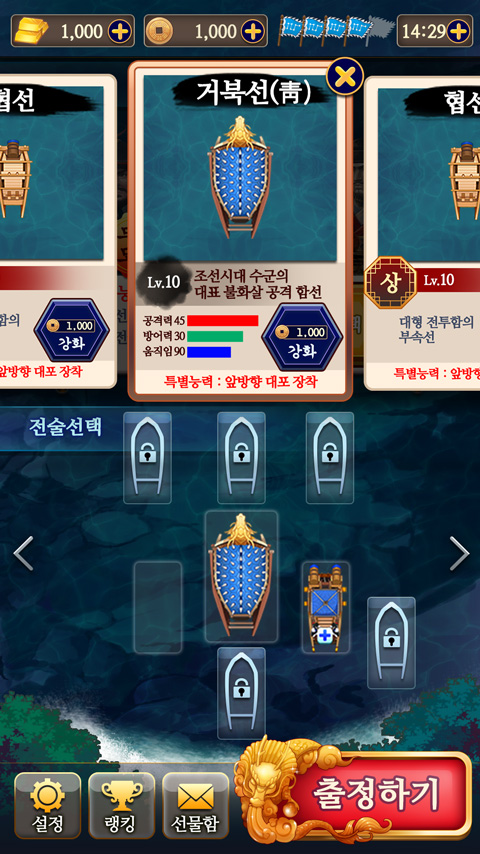 1,000
1,000
14:29
협선
거북선(靑)
협선
Lv.10
조선시대 수군의
대표 불화살 공격 함선
공격력 45
방어력 30
움직임 90
1,000
강화
특별능력 : 앞방향 대포 장착
함의
1,000
강화
앞방향 대포 장착
상
Lv.10
대형 전투함의
부속선
특별능력 : 앞방향
전술선택
설정
랭킹
선물함
출정하기